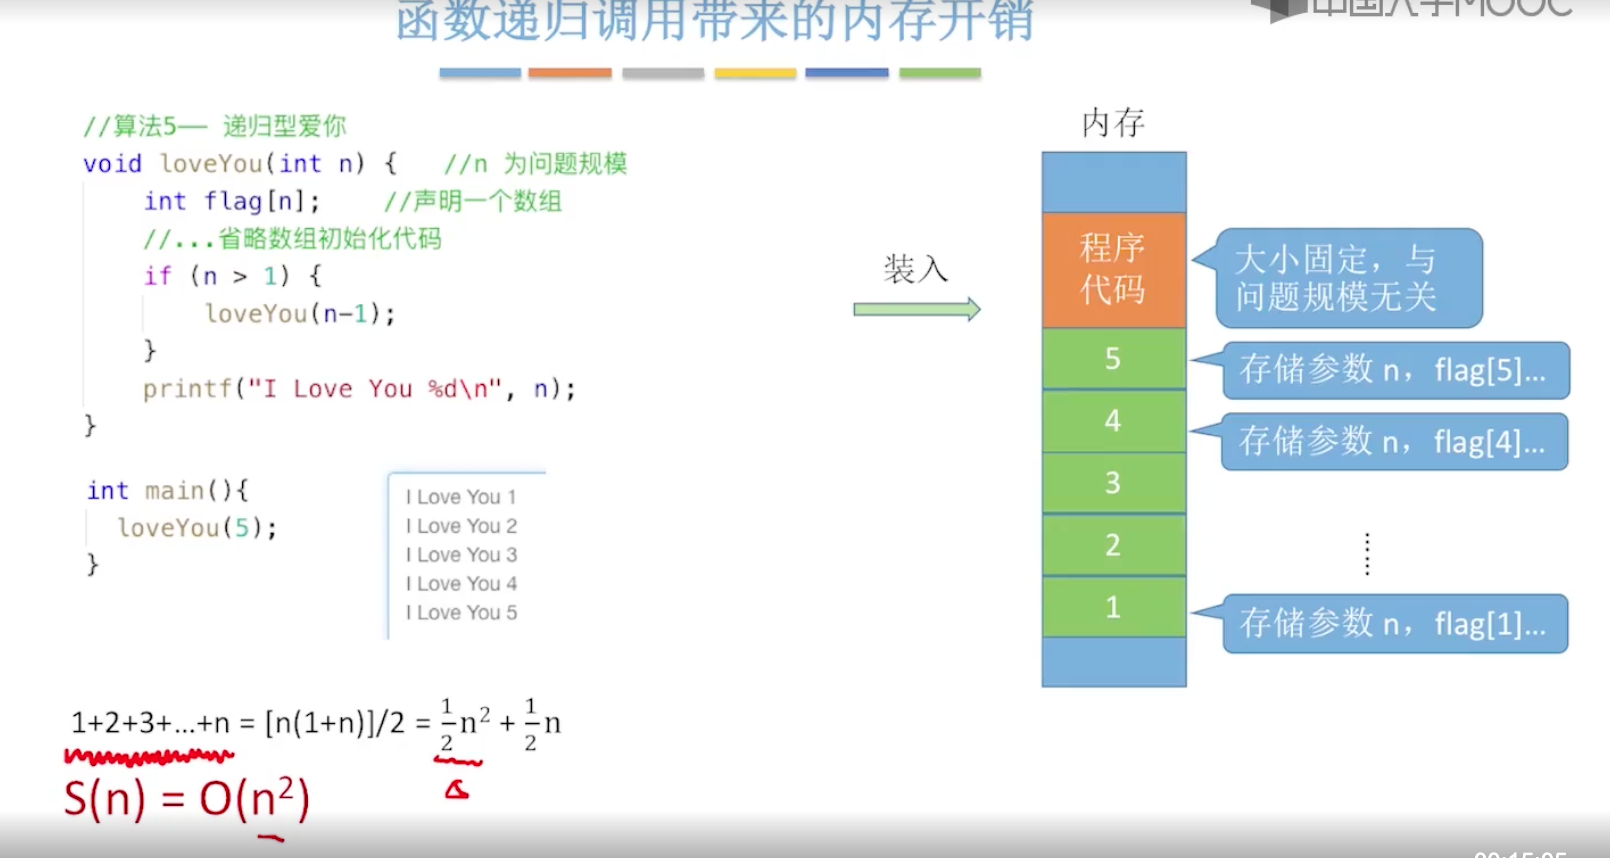 函数递归调用带来的内存开销
中国大学MOOC
//算法5—— 递归型爱你
void loveYou(int n) { //n 为问题规模
int flag[n]; //声明一个数组
//...省略数组初始化代码
if (n > 1) {
loveYou(n-1);
}
printf("I Love You %d\n", n);
}
int main(){
loveYou(5);
}
I Love You 1
I Love You 2
I Love You 3
I Love You 4
I Love You 5
1+2+3+...+n = [n(1+n)]/2 = 1/2 n² + 1/2 n
S(n) = O(n²)
装入
内存
程序
代码
大小固定，与
问题规模无关
5
存储参数 n，flag[5]...
4
存储参数 n，flag[4]...
3
2
1
存储参数 n，flag[1]...